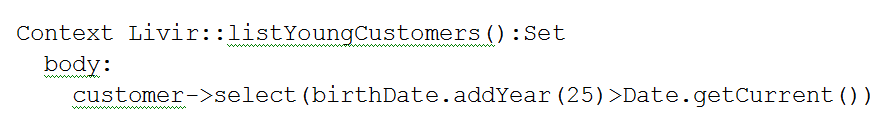 Context Livir::listYoungCustomers():Set
body:
customer->select(birthDate.addYear(25)>Date.getCurrent())